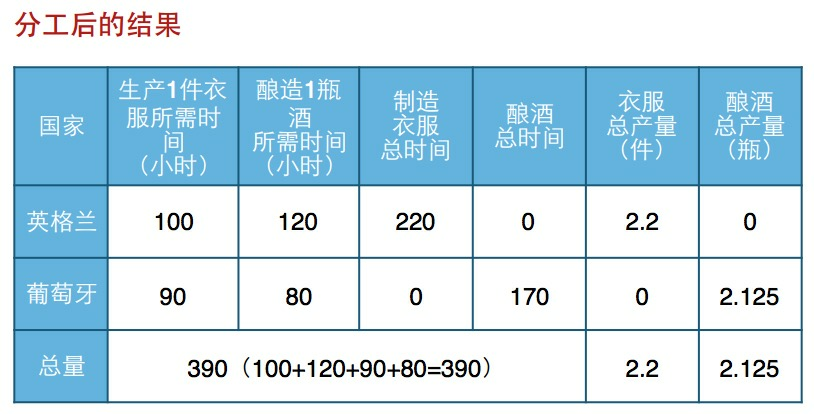 分工后的结果
国家
生产1件衣
服所需时
间
（小时）
酿造1瓶
酒
所需时间
（小时）
制造
衣服
总时间
酿酒
总时间
衣服
总产量
（件）
酿酒
总产量
（瓶）
英格兰 100 120 220 0 2.2 0
葡萄牙 90 80 0 170 0 2.125
总量 390（100+120+90+80=390） 2.2 2.125